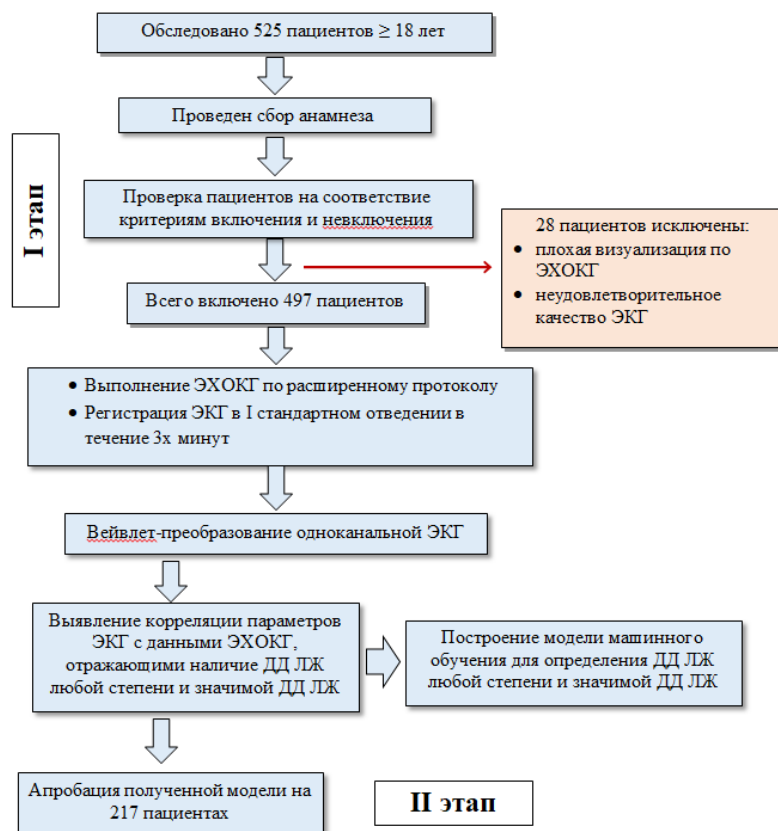 Обследовано 525 пациентов ≥ 18 лет
Проведен сбор анамнеза
I этап
Проверка пациентов на соответствие
критериям включения и невключения
28 пациентов исключены:
• плохая визуализация по
ЭХОКГ
• неудовлетворительное
качество ЭКГ
Всего включено 497 пациентов
• Выполнение ЭХОКГ по расширенному протоколу
• Регистрация ЭКГ в I стандартном отведении в
течение 3х минут
Вейвлет-преобразование одноканальной ЭКГ
Выявление корреляции параметров
ЭКГ с данными ЭХОКГ,
отражающими наличие ДД ЛЖ
любой степени и значимой ДД ЛЖ
Построение модели машинного
обучения для определения ДД ЛЖ
любой степени и значимой ДД ЛЖ
Апробация полученной модели на
217 пациентах
II этап